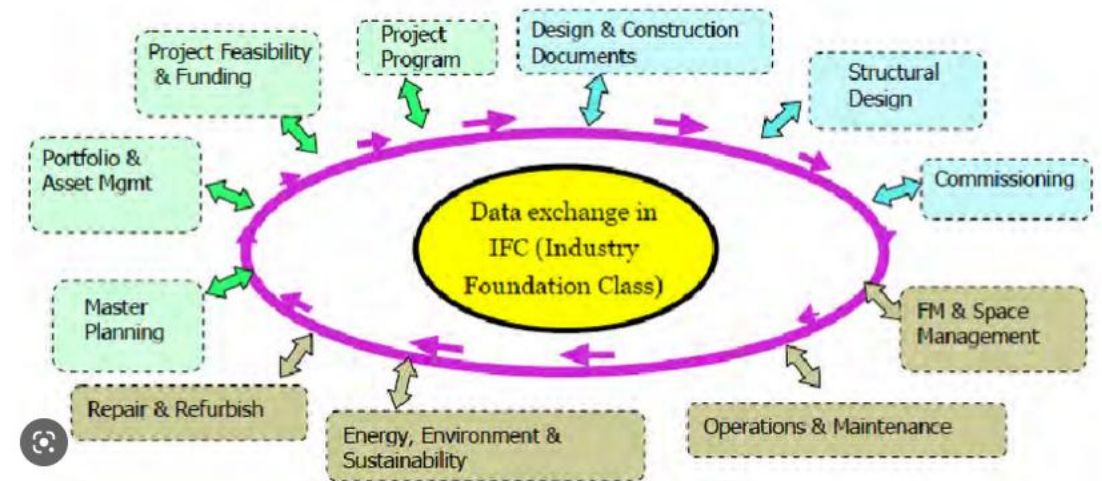 Project Feasibility
& Funding
Project
Program
Design & Construction
Documents
Structural
Design
Portfolio &
Asset Mgmt
Commissioning
Data exchange in
IFC (Industry
Foundation Class)
Master
Planning
FM & Space
Management
Repair & Refurbish
Energy, Environment &
Sustainability
Operations & Maintenance